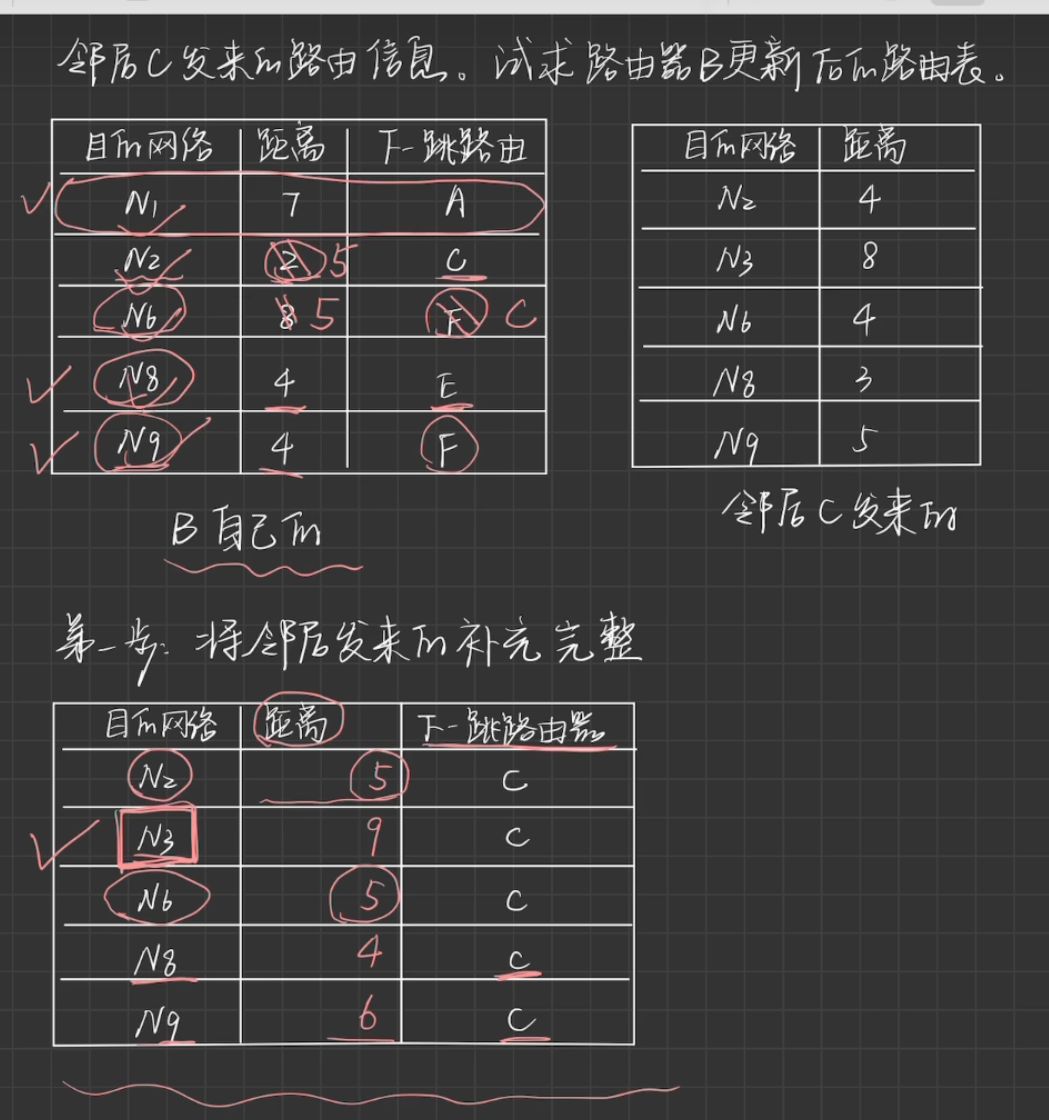 邻居C发来的路由信息。试求路由器B更新后的路由表。
目的网络 距离 下一跳路由
N1 7 A
N2 2 5 C
N6 8 5 F C
N8 4 E
N9 4 F
B自己的
目的网络 距离
N2 4
N3 8
N6 4
N8 3
N9 5
邻居C发来的
第一步:将邻居发来的补充完整
目的网络 距离 下一跳路由器
N2 5 C
N3 9 C
N6 5 C
N8 4 C
N9 6 C